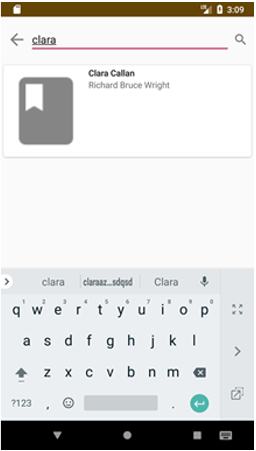 3:09
clara
Clara Callan
Richard Bruce Wright
clara claraaz...sdqsd Clara
1 2 3 4 5 6 7 8 9 0
q w e r t y u i o p
a s d f g h j k l
z x c v b n m
?123 , .